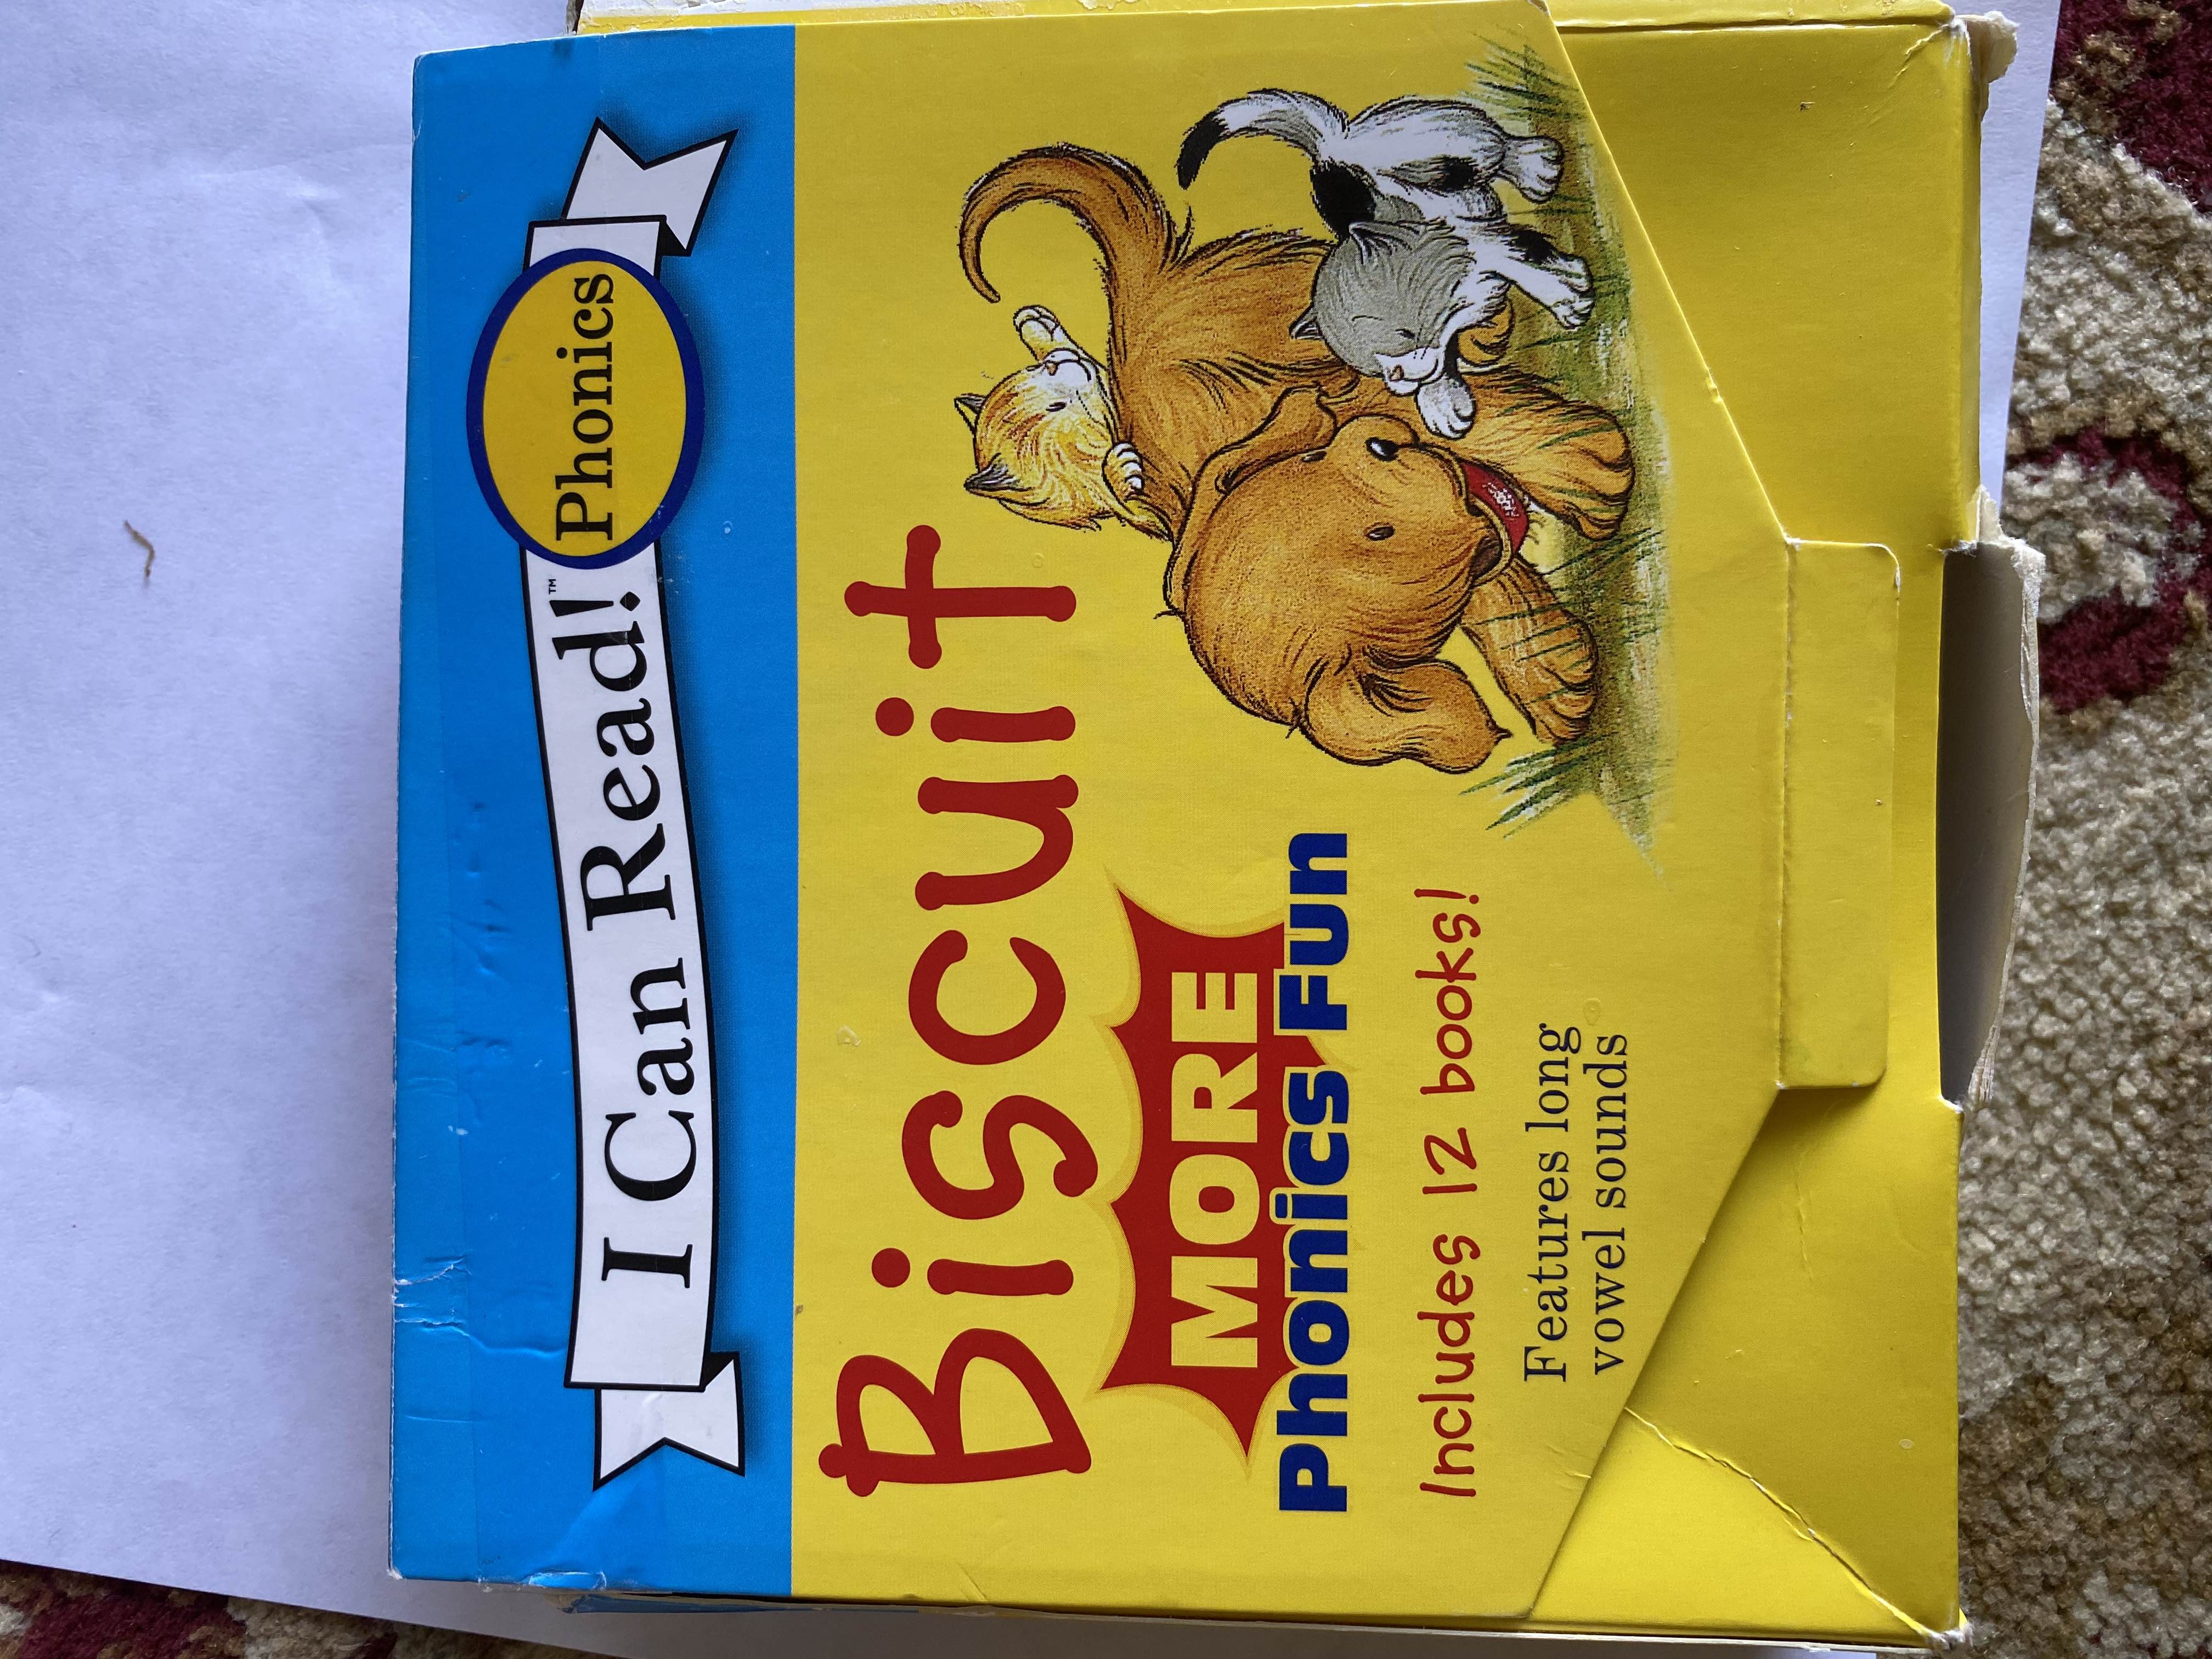 I Can Read!™ Phonics
Biscuit
MORE
Phonics Fun
Includes 12 books!
Features long
vowel sounds